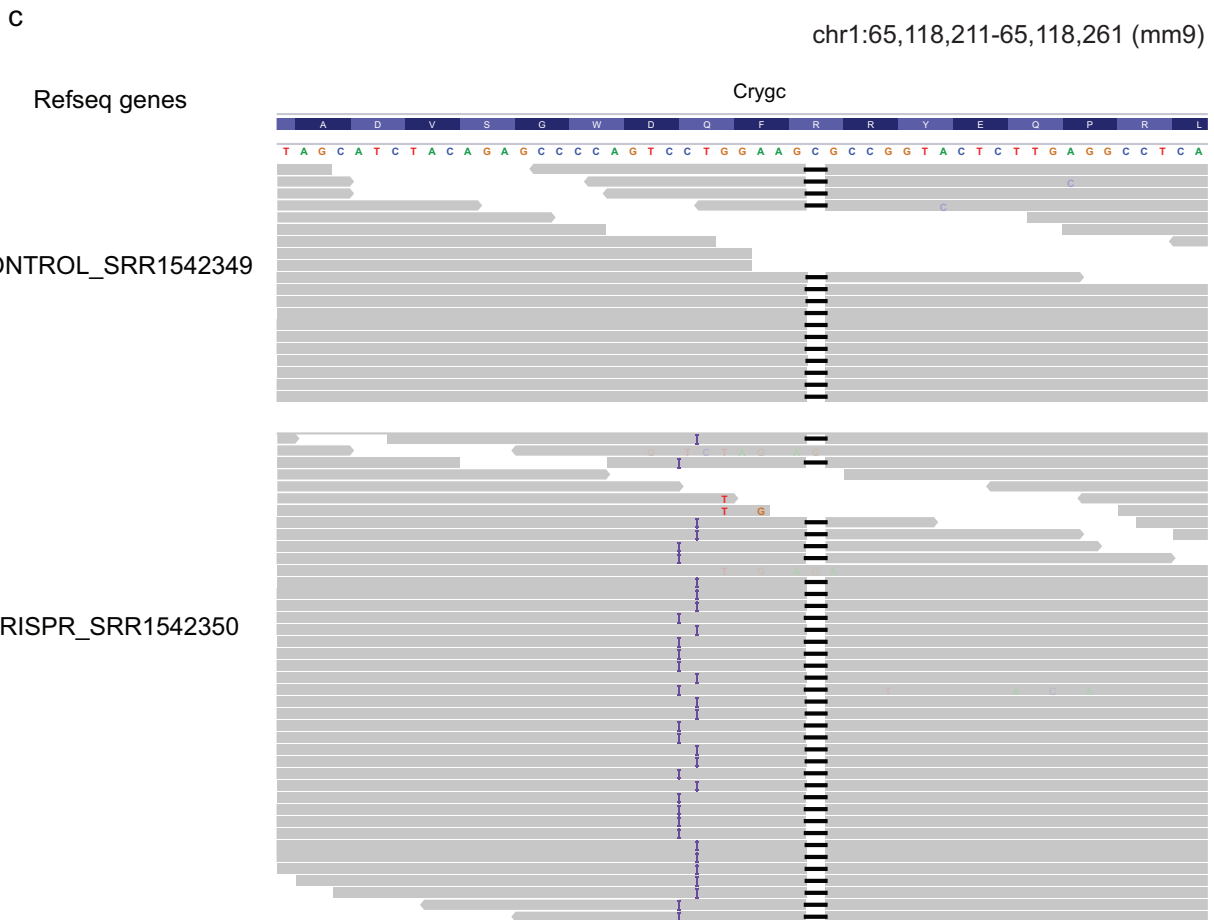 c
chr1:65,118,211-65,118,261 (mm9)
Refseq genes
Crygc
A D V S G W D Q F R R Y E Q P R L
T A G C A T C T A C A G A G C C C C A G T C C T G G A A G C G C C G G T A C T C T T G A G G C C T C A
C
C
ONTROL_SRR1542349
T C T A G A
T
T G
T G A A
RISPR_SRR1542350
T A C A